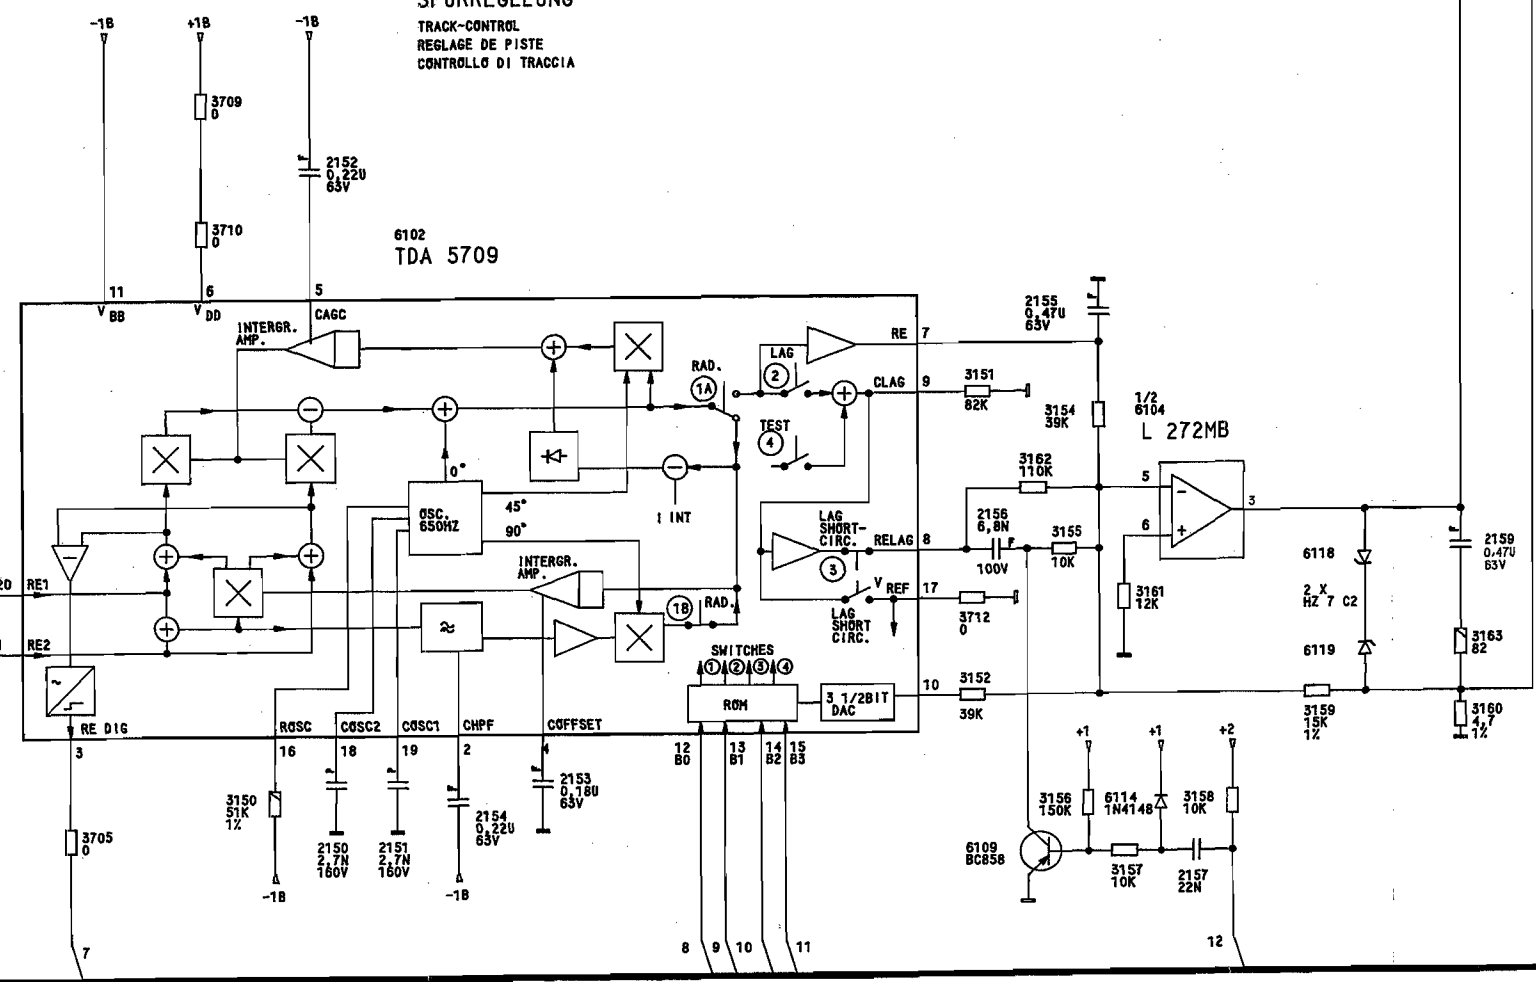 SPURREGELUNG
TRACK~CONTROL
REGLAGE DE PISTE
CONTROLLO DI TRACCIA
-1B
+1B
-1B
3709
0
2152
0,22U
63V
3710
0
6102
TDA 5709
11
6
5
V BB
V DD
CAGC
INTERGR.
AMP.
RE
7
2155
0,47U
63V
RAD.
1A
LAG
2
CLAG
9
3151
82K
TEST
4
3154
39K
1/2
6104
L 272MB
0°
OSC.
650HZ
45°
90°
I INT
LAG
SHORT-
CIRC.
3
RELAG
8
3162
110K
2156
6,8N
100V
3155
10K
5
6
3
6118
2 X
HZ 7 C2
6119
2159
0,47U
63V
INTERGR.
AMP.
20
RE1
RE2
V REF
17
3712
0
3161
12K
LAG
SHORT
CIRC.
1B
RAD.
3163
82
SWITCHES
1 2 3 4
ROM
3 1/2BIT
DAC
10
3152
39K
3159
15K
1%
3160
4,7
1%
RE DIG
ROSC
COSC2
COSC1
CHPF
COFFSET
3
16
18
19
2
4
12
B0
13
B1
14
B2
15
B3
+1
+1
+2
3150
51K
1%
2150
2,7N
160V
2151
2,7N
160V
2154
0,22U
63V
2153
0,18U
63V
3156
150K
6114
1N4148
3158
10K
3705
0
6109
BC858
3157
10K
2157
22N
-1B
-1B
7
8
9
10
11
12